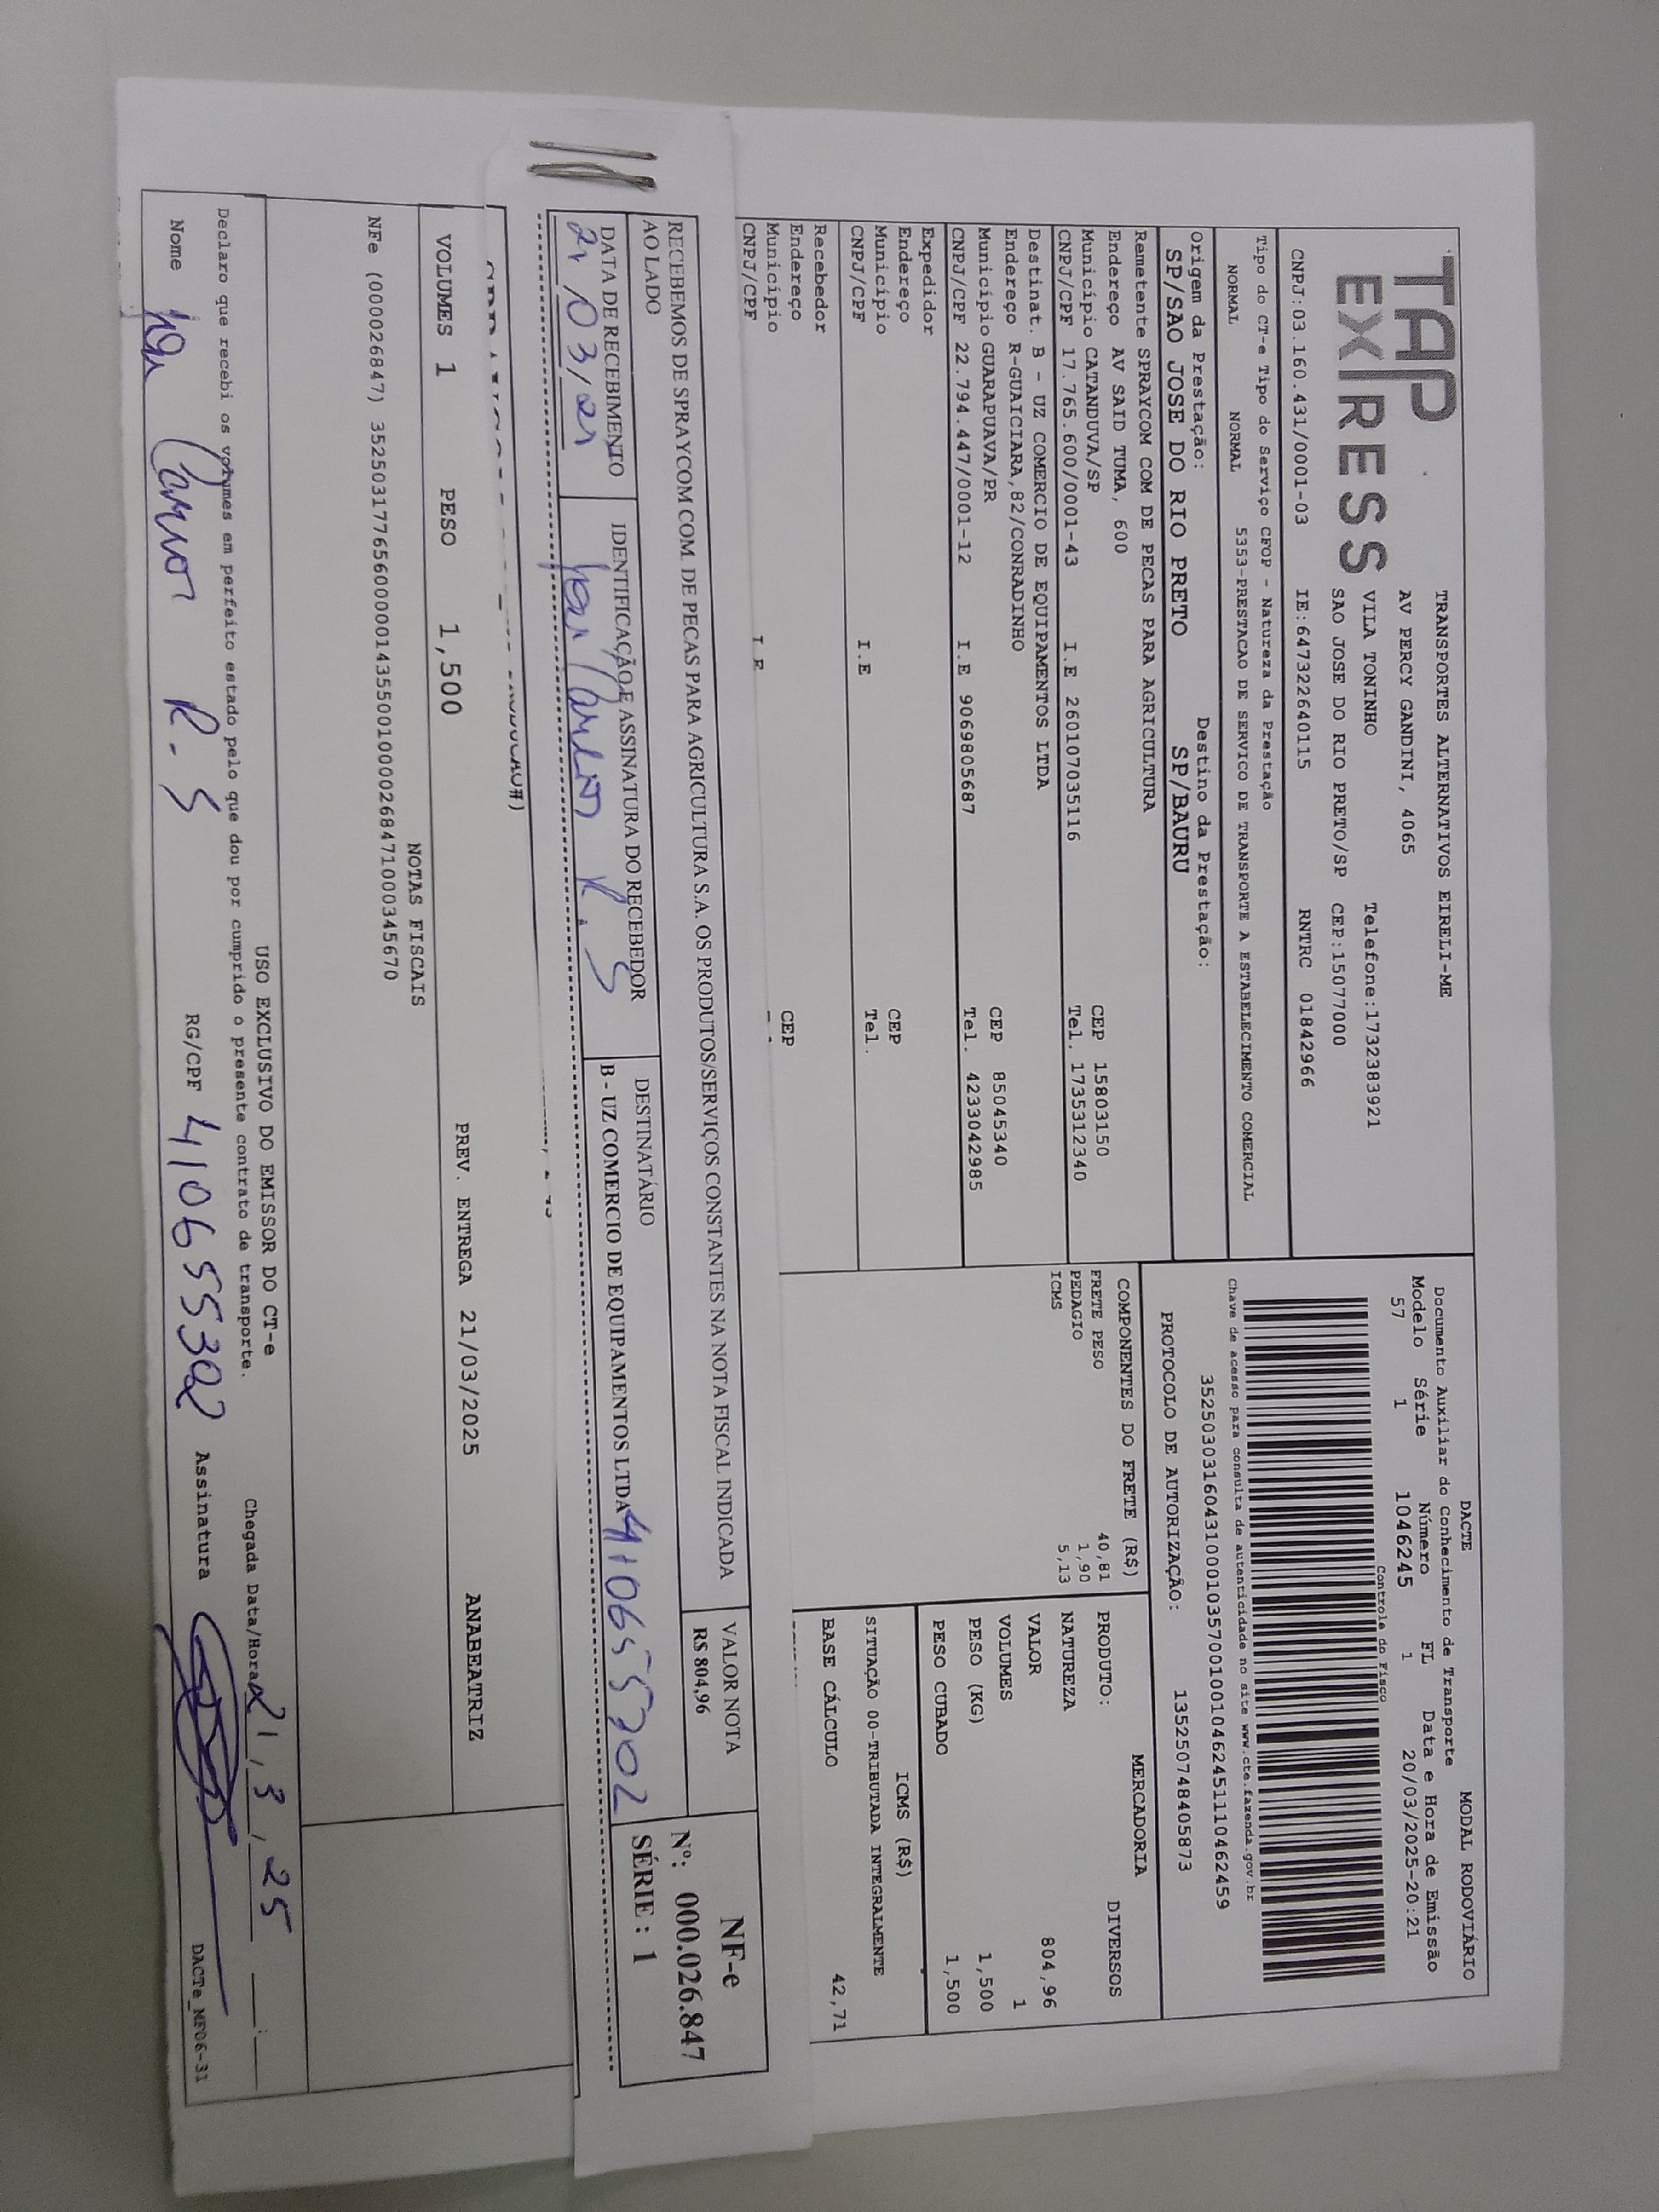 TAP
EXPRESS
TRANSPORTES ALTERNATIVOS EIRELI-ME
AV PERCY GANDINI, 4065
VILA TONINHO Telefone:1732383921
SAO JOSE DO RIO PRETO/SP CEP:15077000
CNPJ:03.160.431/0001-03 IE:647322640115 RNTRC 01842966
DACTE MODAL RODOVIÁRIO
Documento Auxiliar do Conhecimento de Transporte
Modelo Série Número FL Data e Hora de Emissão
57 1 1046245 1 20/03/2025-20:21
Controle do Fisco
Chave de acesso para consulta de autenticidade no site www.cte.fazenda.gov.br
35250303160431000103570010010462451110462459
PROTOCOLO DE AUTORIZAÇÃO: 135250748405873
Tipo do CT-e Tipo do Serviço CFOP - Natureza da Prestação
NORMAL NORMAL 5353-PRESTACAO DE SERVICO DE TRANSPORTE A ESTABELECIMENTO COMERCIAL
Origem da Prestação: Destino da Prestação:
SP/SAO JOSE DO RIO PRETO SP/BAURU
Remetente SPRAYCOM COM DE PECAS PARA AGRICULTURA
Endereço AV SAID TUMA, 600
Município CATANDUVA/SP CEP 15803150
CNPJ/CPF 17.765.600/0001-43 I.E 260107035116 Tel. 1735312340
Destinat. B - UZ COMERCIO DE EQUIPAMENTOS LTDA
Endereço R-GUAICIARA,82/CONRADINHO
Município GUARAPUAVA/PR CEP 85045340
CNPJ/CPF 22.794.447/0001-12 I.E 9069805687 Tel. 4233042985
Expedidor
Endereço
Município CEP
CNPJ/CPF I.E Tel.
Recebedor
Endereço
Município CEP
CNPJ/CPF I.E
COMPONENTES DO FRETE (R$)
FRETE PESO 40,81
PEDAGIO 1,90
ICMS 5,13
MERCADORIA
PRODUTO: DIVERSOS
NATUREZA
VALOR 804,96
VOLUMES 1
PESO (KG) 1,500
PESO CUBADO 1,500
ICMS (R$)
SITUAÇÃO 00-TRIBUTADA INTEGRALMENTE
BASE CÁLCULO 42,71
RECEBEMOS DE SPRAYCOM COM. DE PECAS PARA AGRICULTURA S.A. OS PRODUTOS/SERVIÇOS CONSTANTES NA NOTA FISCAL INDICADA
AO LADO
VALOR NOTA
R$ 804,96
NF-e
Nº: 000.026.847
SÉRIE : 1
DATA DE RECEBIMENTO IDENTIFICAÇÃO E ASSINATURA DO RECEBEDOR DESTINATÁRIO
B - UZ COMERCIO DE EQUIPAMENTOS LTDA 410655302
VOLUMES 1 PESO 1,500 PREV. ENTREGA 21/03/2025 ANABEATRIZ
NOTAS FISCAIS
NFe (000026847) 35250317765600000143550010000268471000345670
USO EXCLUSIVO DO EMISSOR DO CT-e
Declaro que recebi os volumes em perfeito estado pelo que dou por cumprido o presente contrato de transporte.
Chegada Data/Hora 21/3/25
Nome R. S RG/CPF 410655302 Assinatura
DACTe_MF06-31